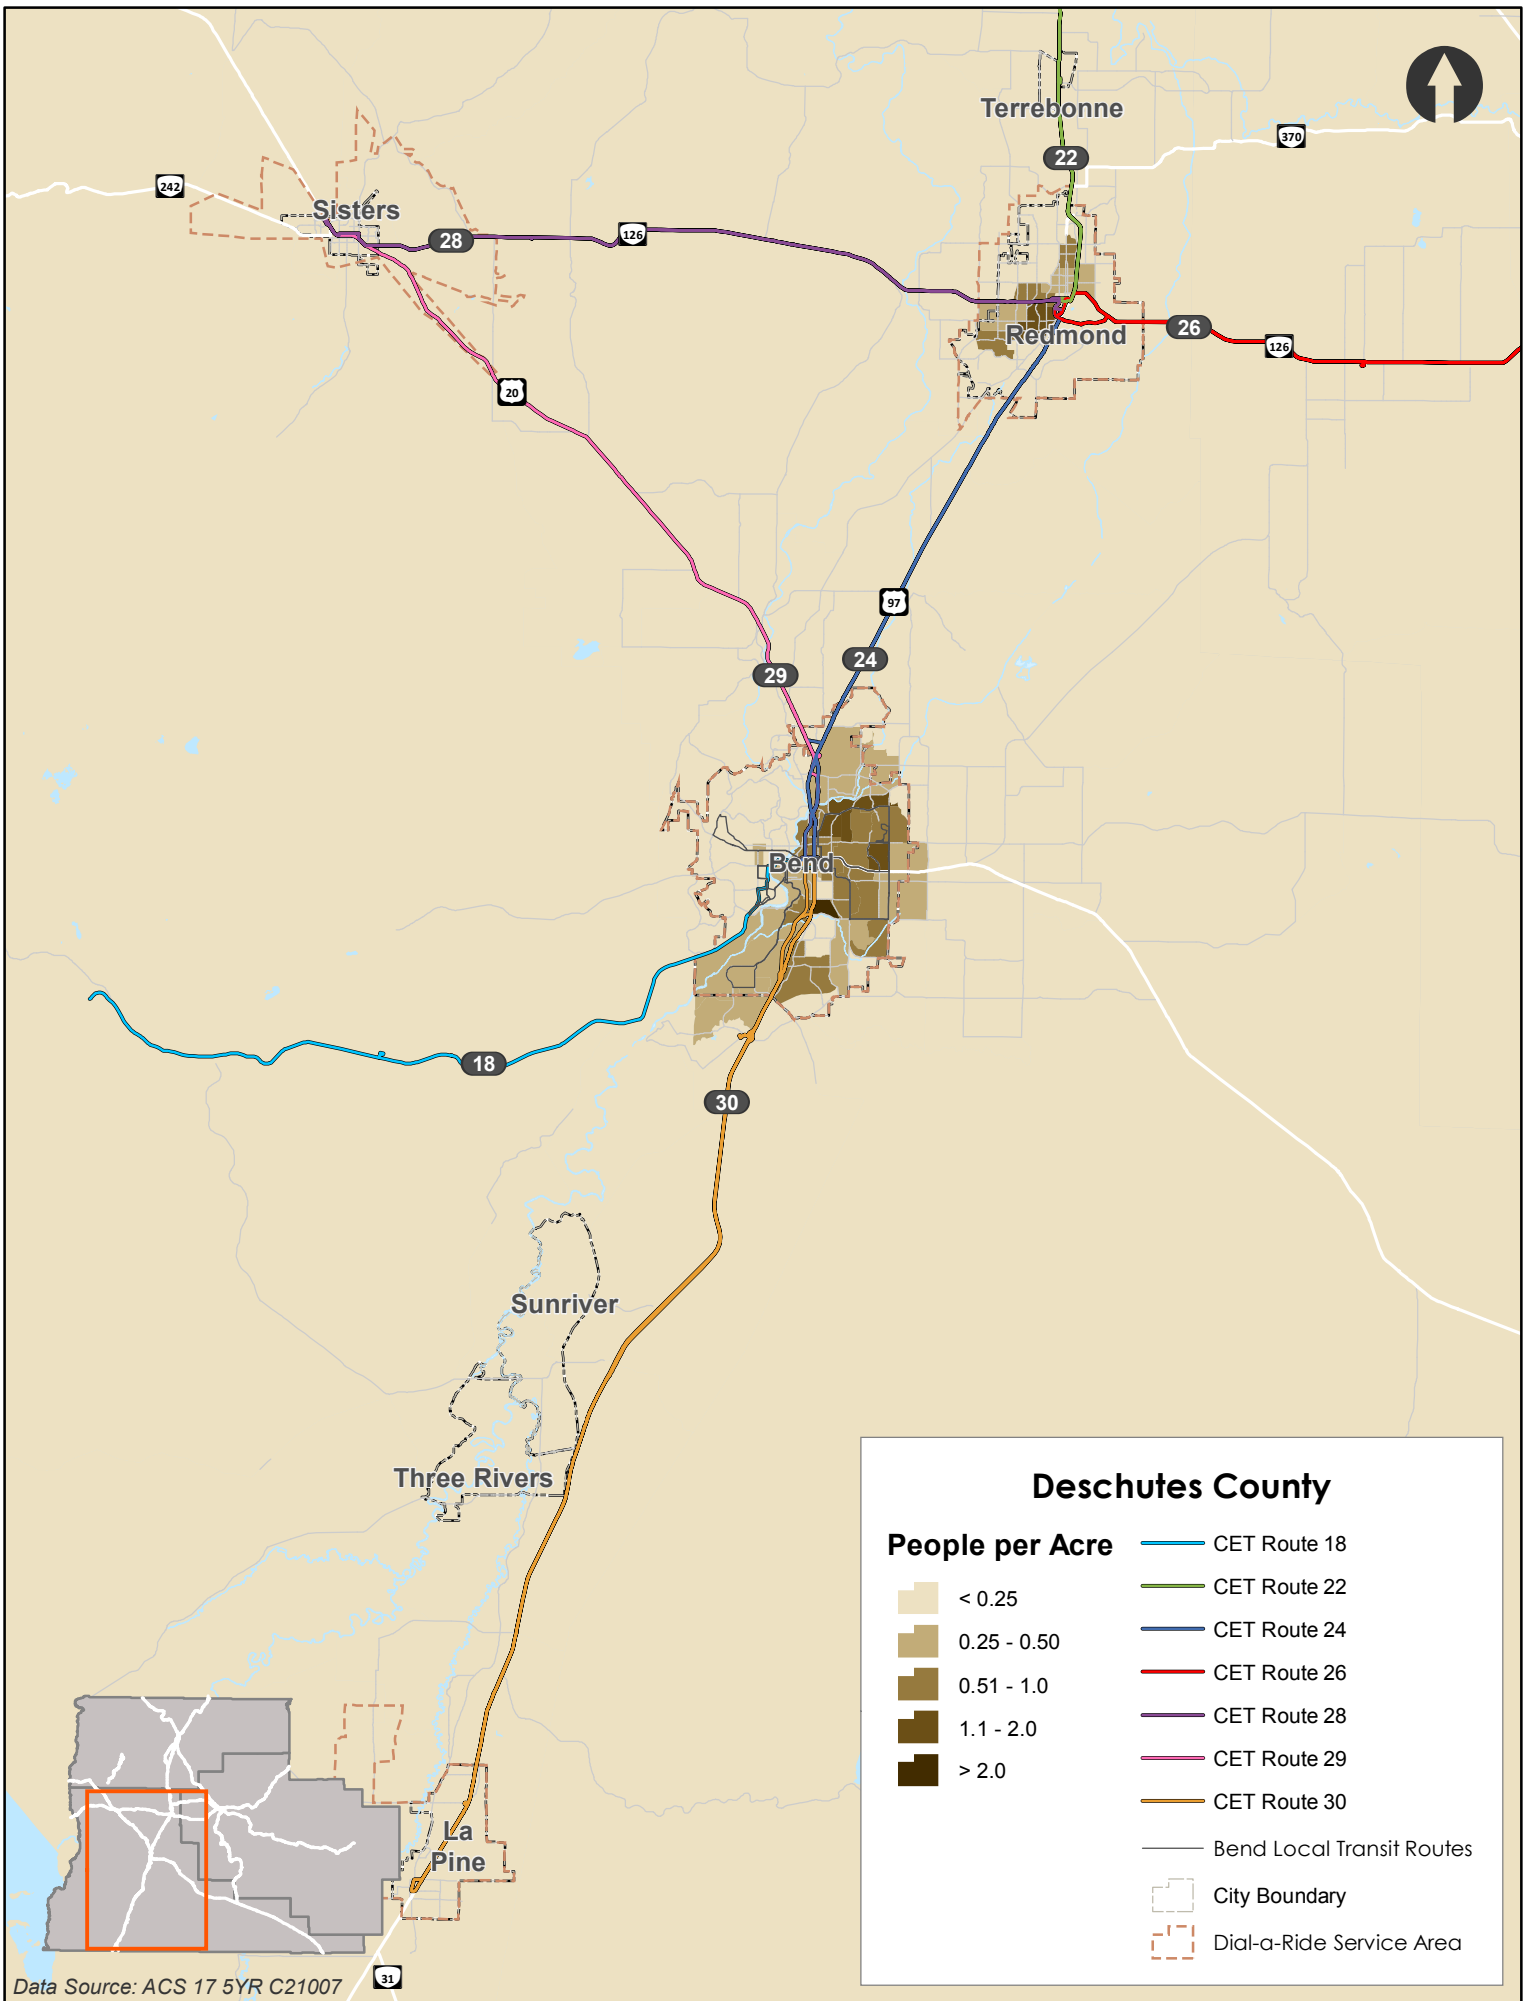 Terrebonne
370
22
242
Sisters
28
126
26
Redmond
126
20
97
24
29
Bend
18
30
Sunriver
Three Rivers
La
Pine
31
Deschutes County
People per Acre
< 0.25
0.25 - 0.50
0.51 - 1.0
1.1 - 2.0
> 2.0
CET Route 18
CET Route 22
CET Route 24
CET Route 26
CET Route 28
CET Route 29
CET Route 30
Bend Local Transit Routes
City Boundary
Dial-a-Ride Service Area
Data Source: ACS 17 5YR C21007